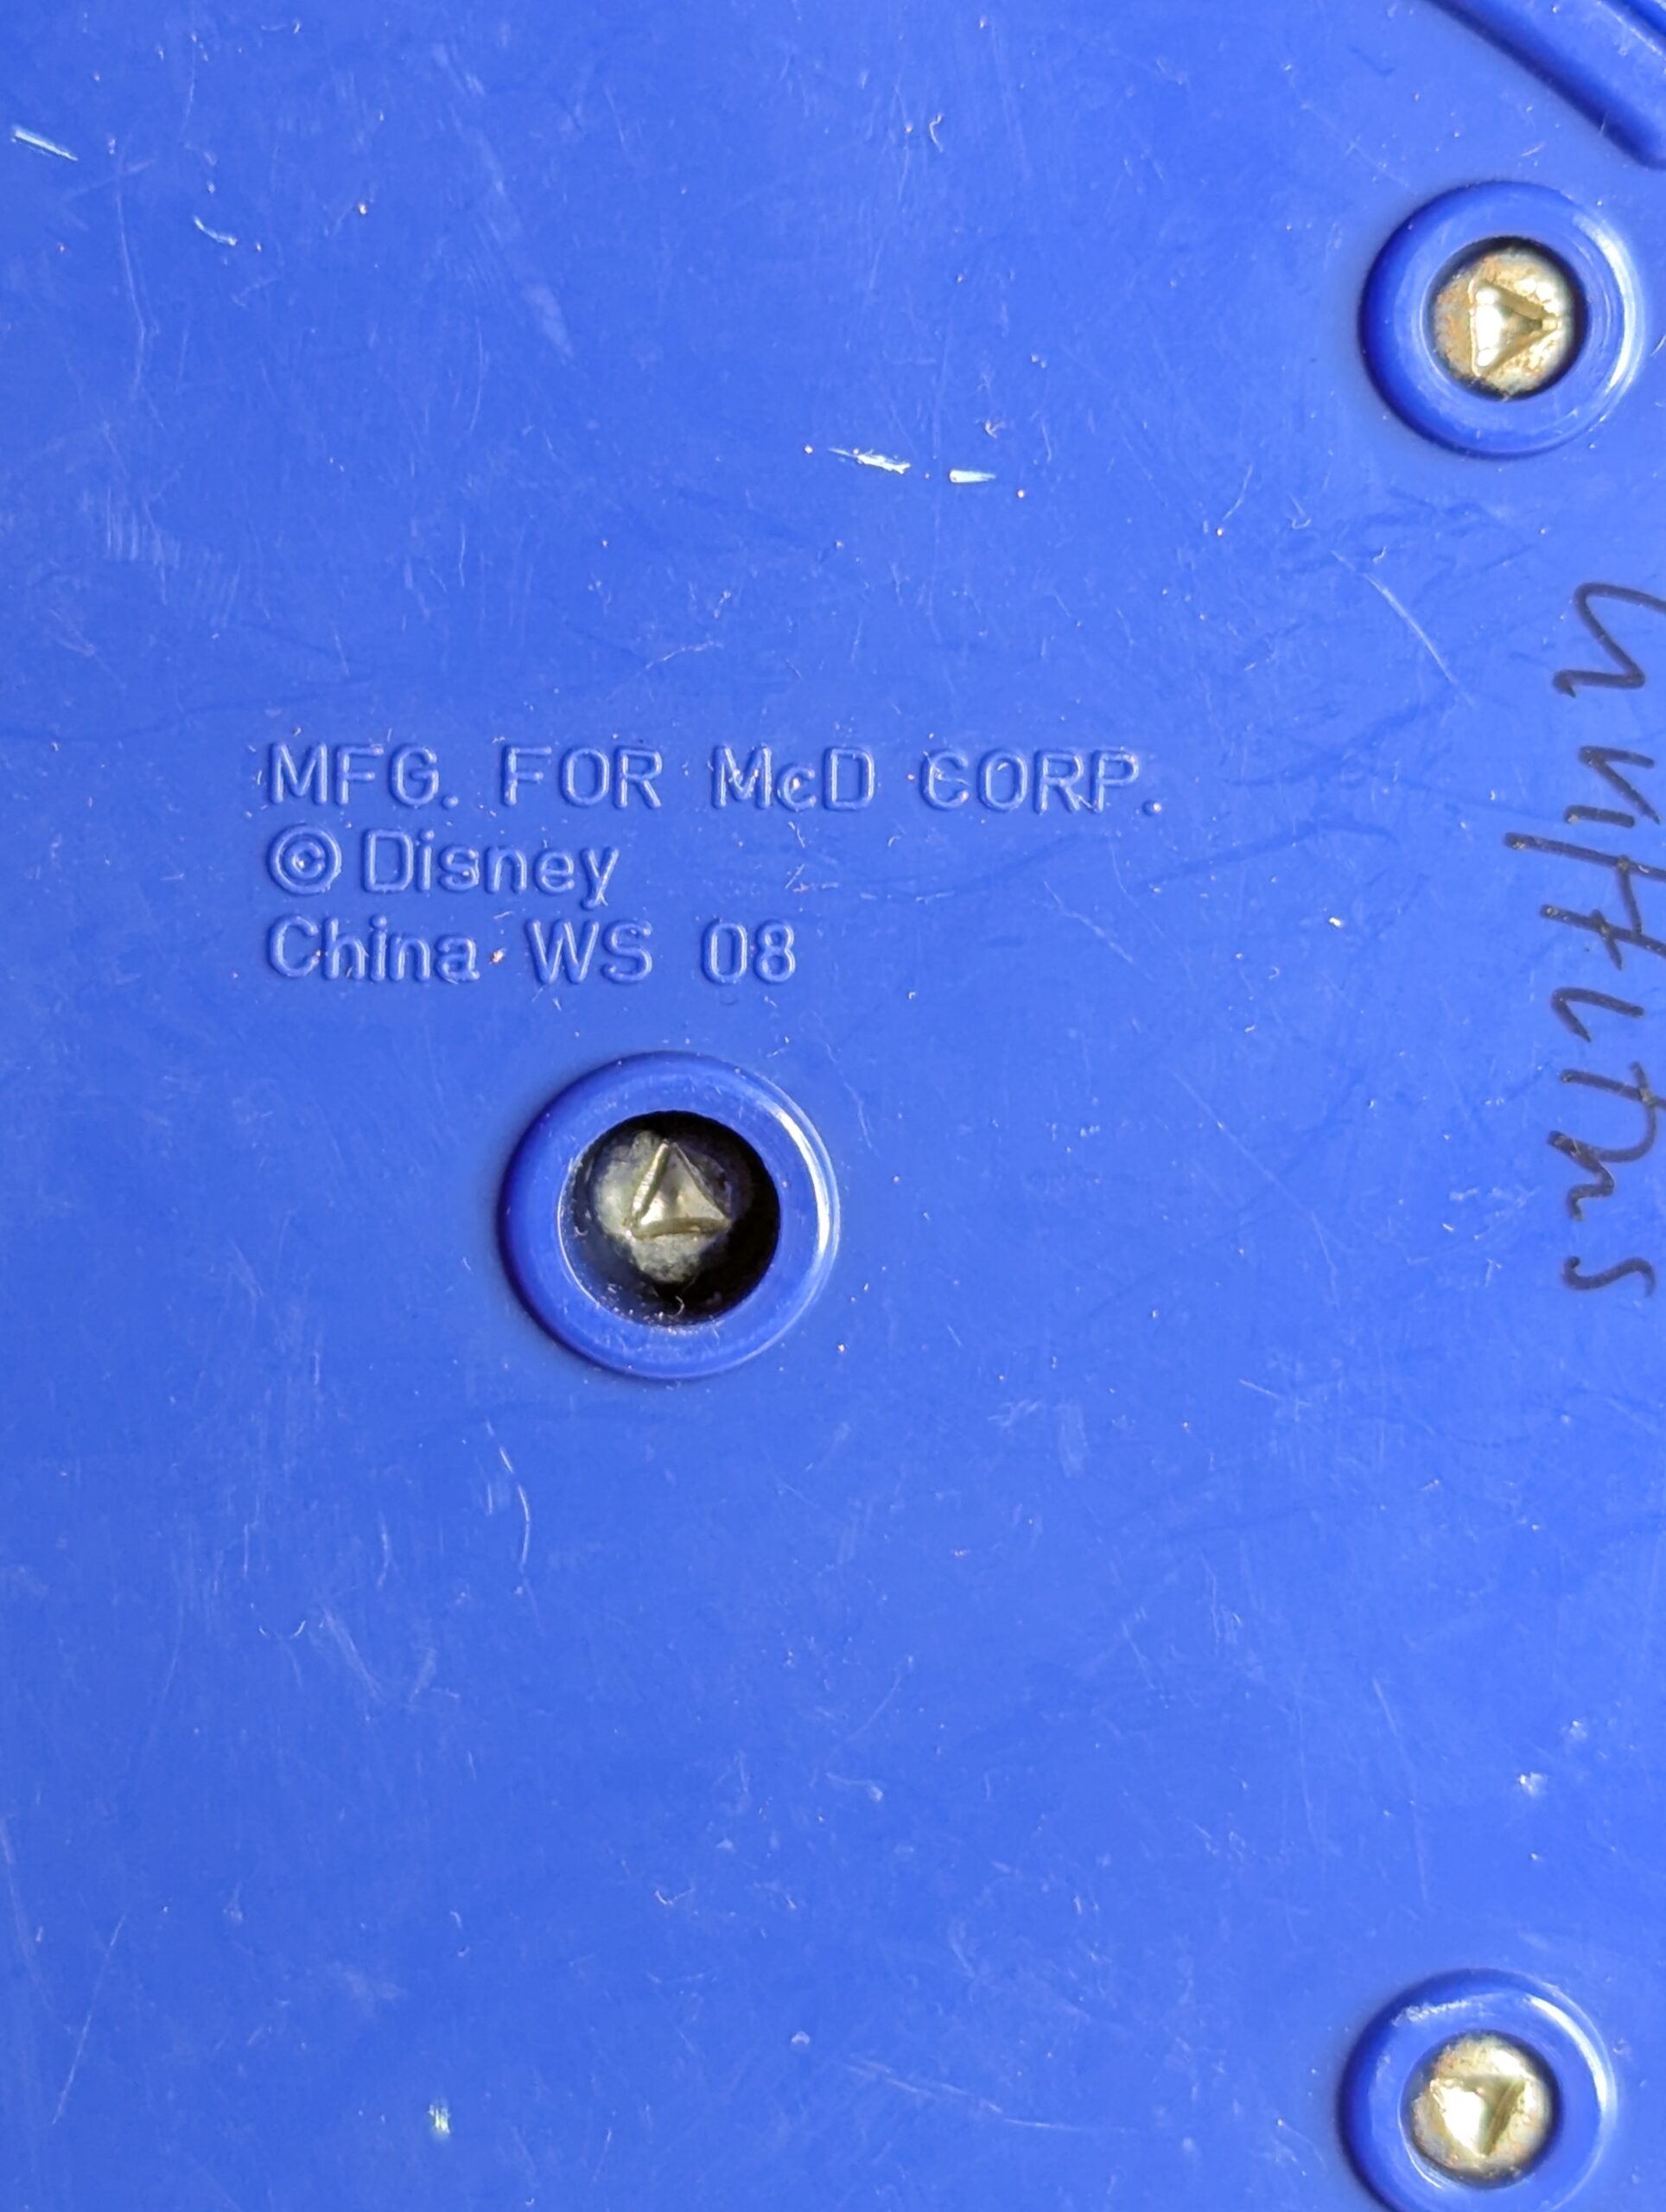 MFG. FOR McD CORP.
© Disney
China WS 08